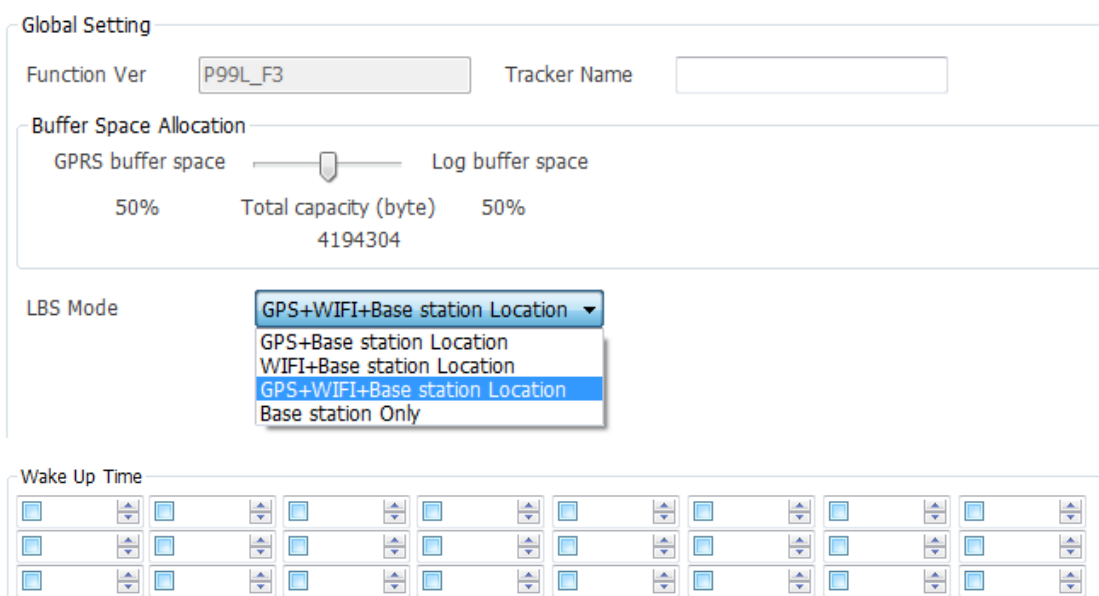 Global Setting
Function Ver P99L_F3 Tracker Name
Buffer Space Allocation
GPRS buffer space Log buffer space
50% Total capacity (byte) 50%
4194304
LBS Mode GPS+WIFI+Base station Location
GPS+Base station Location
WIFI+Base station Location
GPS+WIFI+Base station Location
Base station Only
Wake Up Time